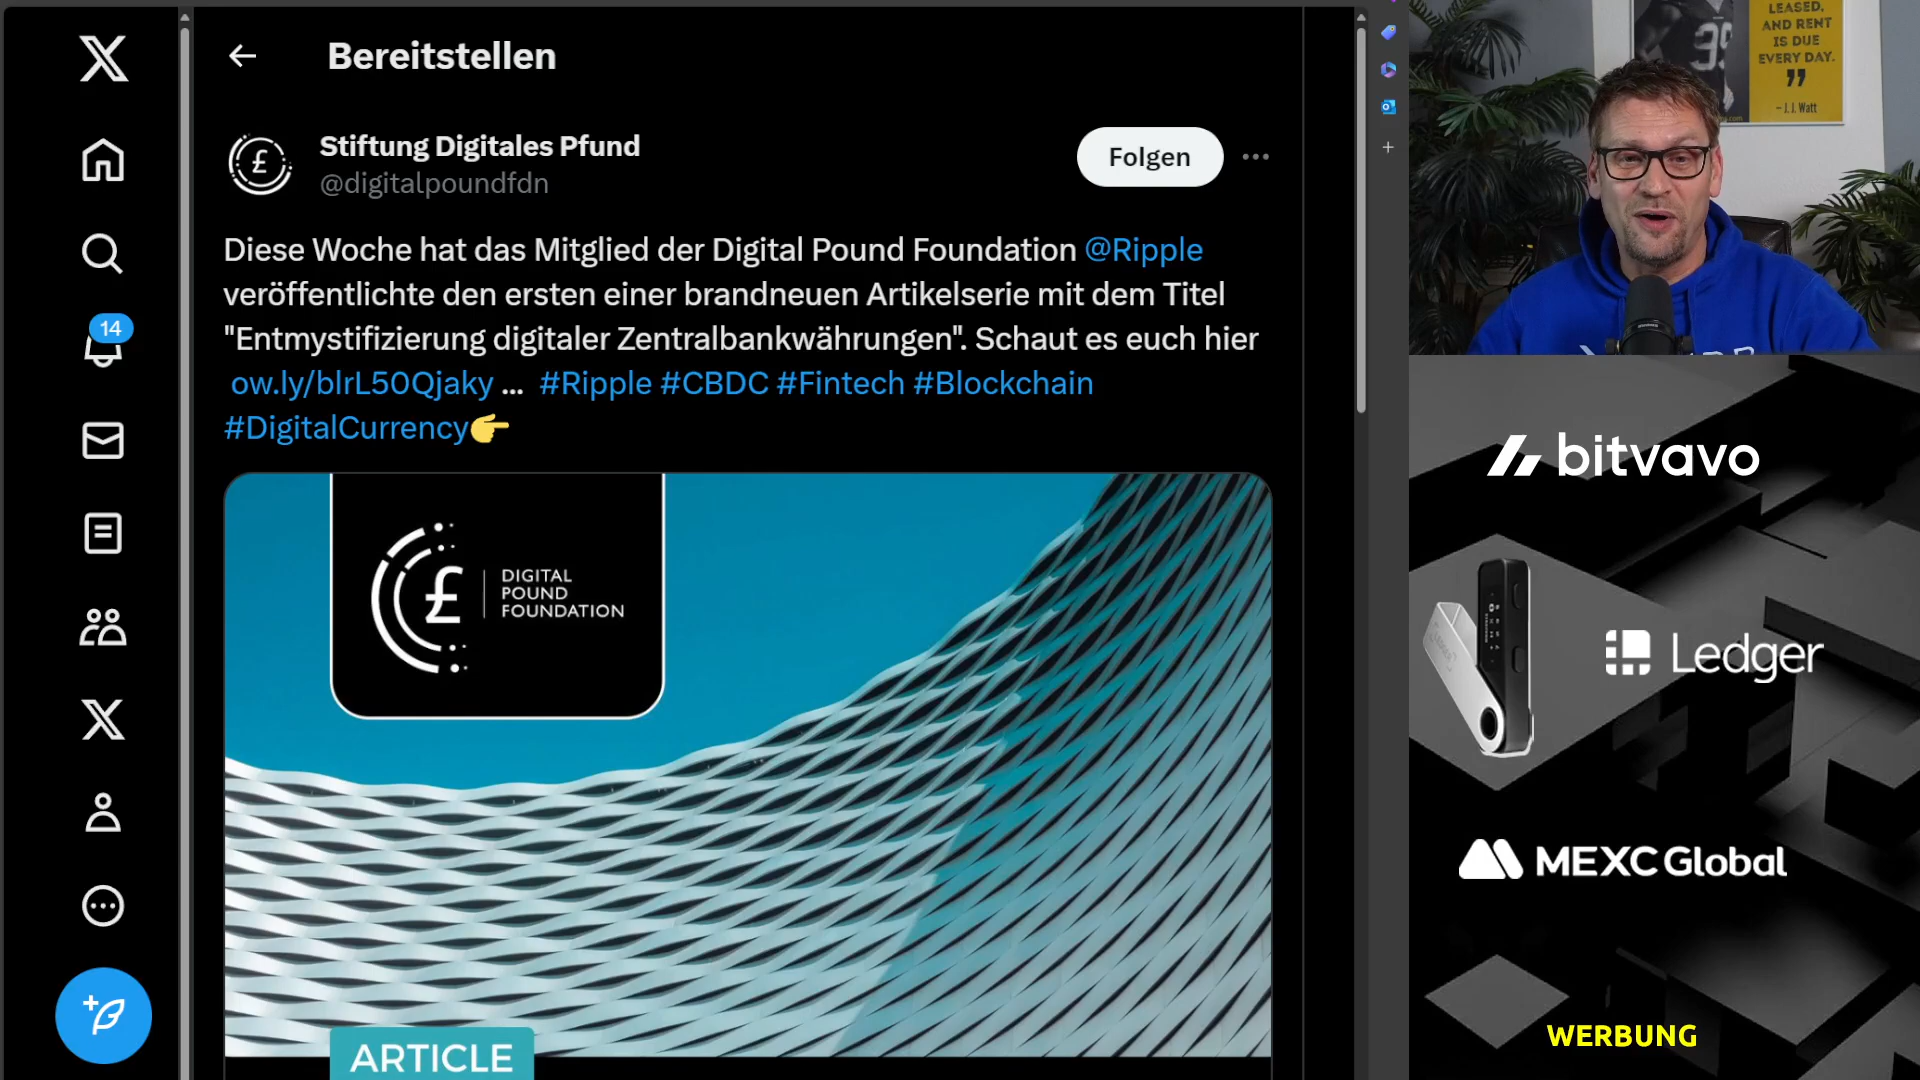 Bereitstellen
Stiftung Digitales Pfund
@digitalpoundfdn
Folgen
Diese Woche hat das Mitglied der Digital Pound Foundation @Ripple
veröffentlichte den ersten einer brandneuen Artikelserie mit dem Titel
"Entmystifizierung digitaler Zentralbankwährungen". Schaut es euch hier
ow.ly/blrL50Qjaky ... #Ripple #CBDC #Fintech #Blockchain
#DigitalCurrency👉
14
£
DIGITAL
POUND
FOUNDATION
ARTICLE
99
LEASED,
AND RENT
IS DUE
EVERY DAY.
”
– J.J. Watt
bitvavo
Ledger
MEXC Global
WERBUNG